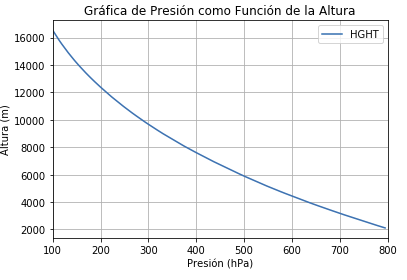 Gráfica de Presión como Función de la Altura
HGHT
16000
14000
12000
10000
8000
6000
4000
2000
Altura (m)
100 200 300 400 500 600 700 800
Presión (hPa)